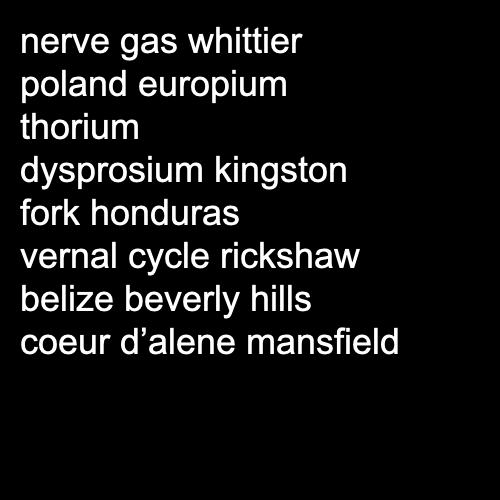 nerve gas whittier
poland europium
thorium
dysprosium kingston
fork honduras
vernal cycle rickshaw
belize beverly hills
coeur d’alene mansfield